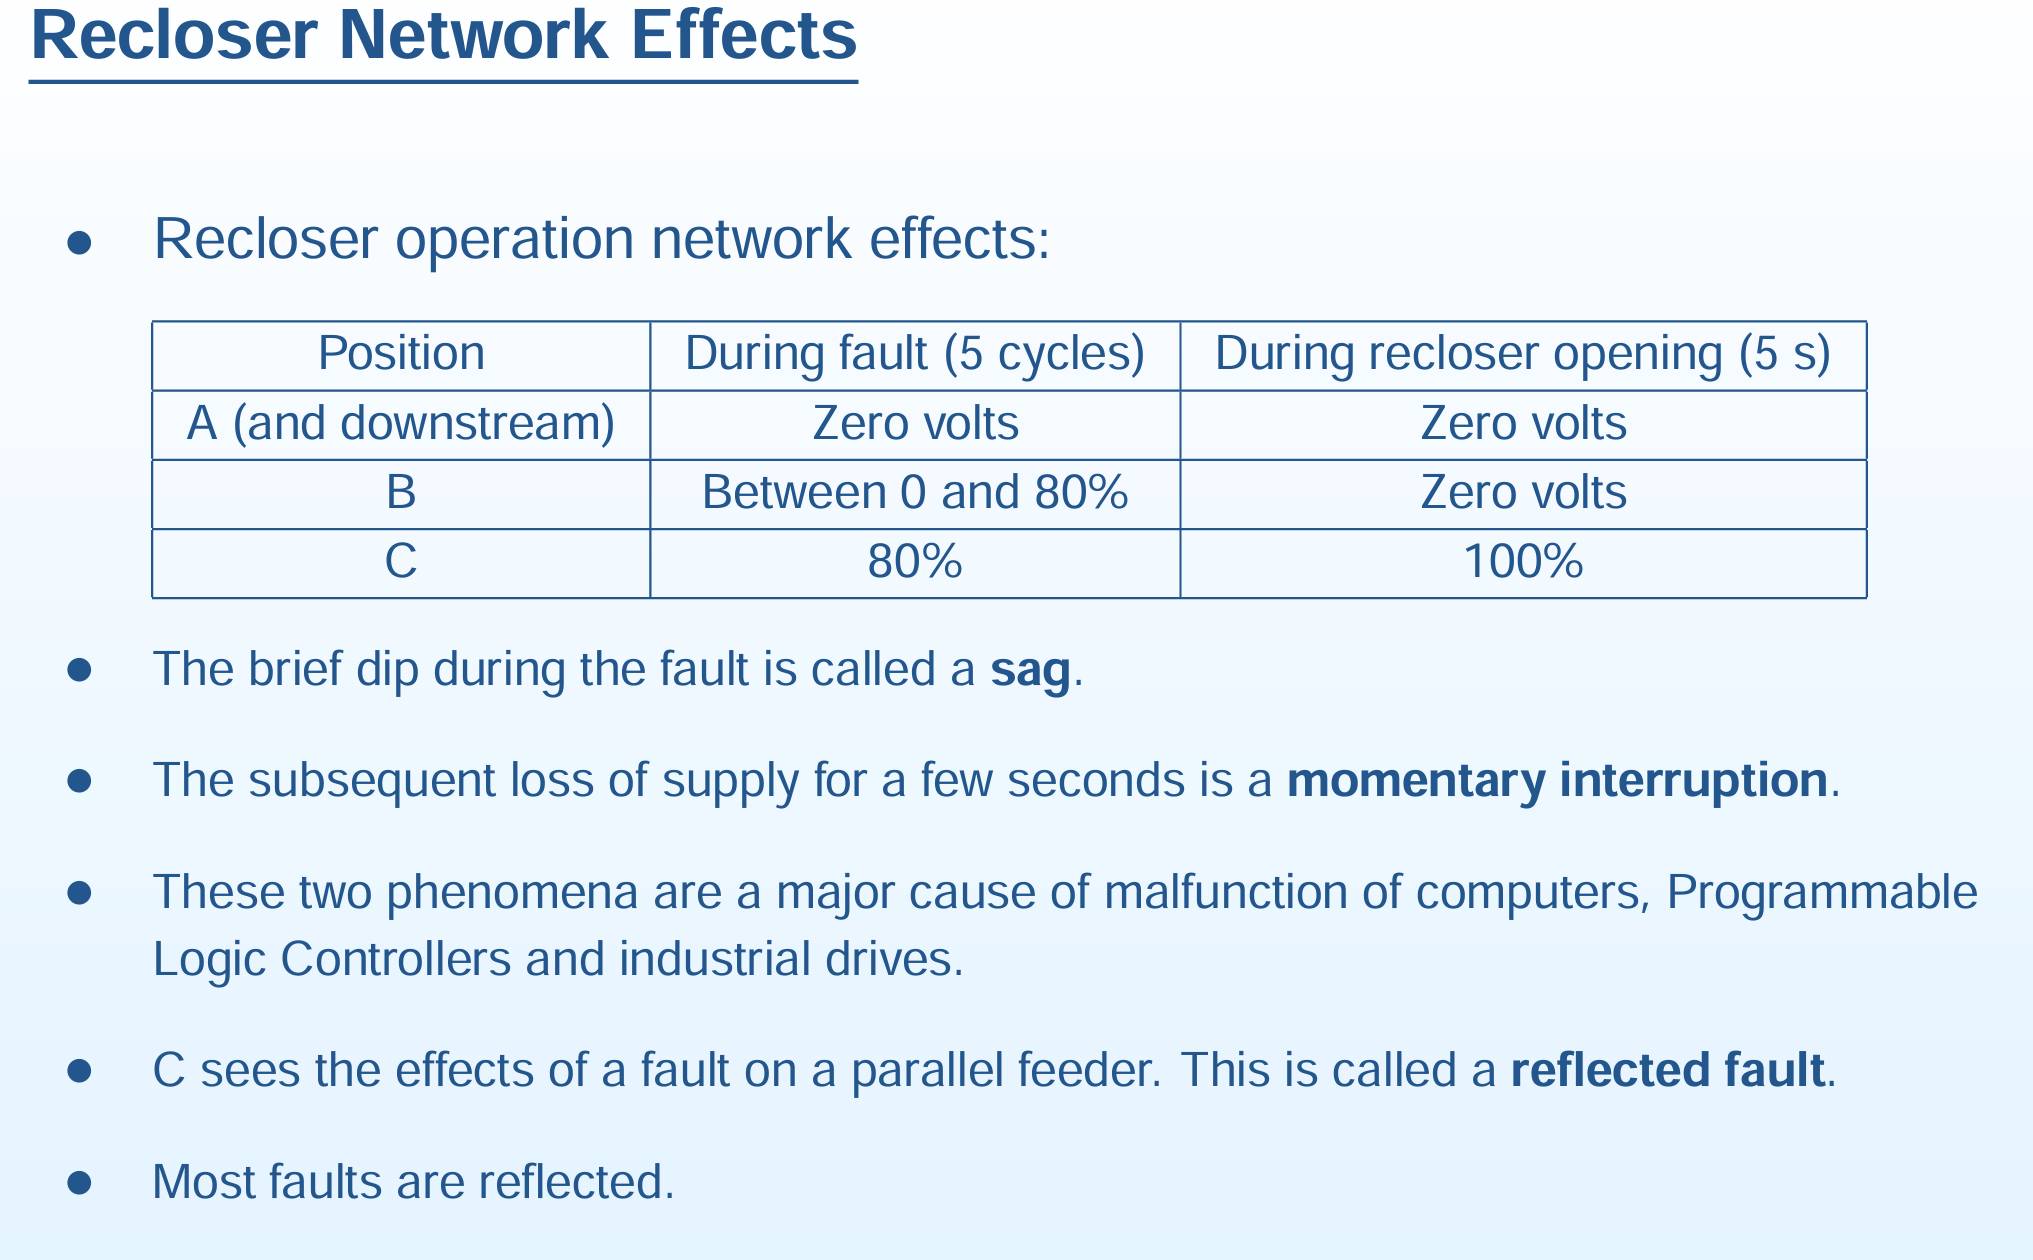 Recloser Network Effects
● Recloser operation network effects:
Position During fault (5 cycles) During recloser opening (5 s)
A (and downstream) Zero volts Zero volts
B Between 0 and 80% Zero volts
C 80% 100%
● The brief dip during the fault is called a sag.
● The subsequent loss of supply for a few seconds is a momentary interruption.
● These two phenomena are a major cause of malfunction of computers, Programmable
Logic Controllers and industrial drives.
● C sees the effects of a fault on a parallel feeder. This is called a reflected fault.
● Most faults are reflected.